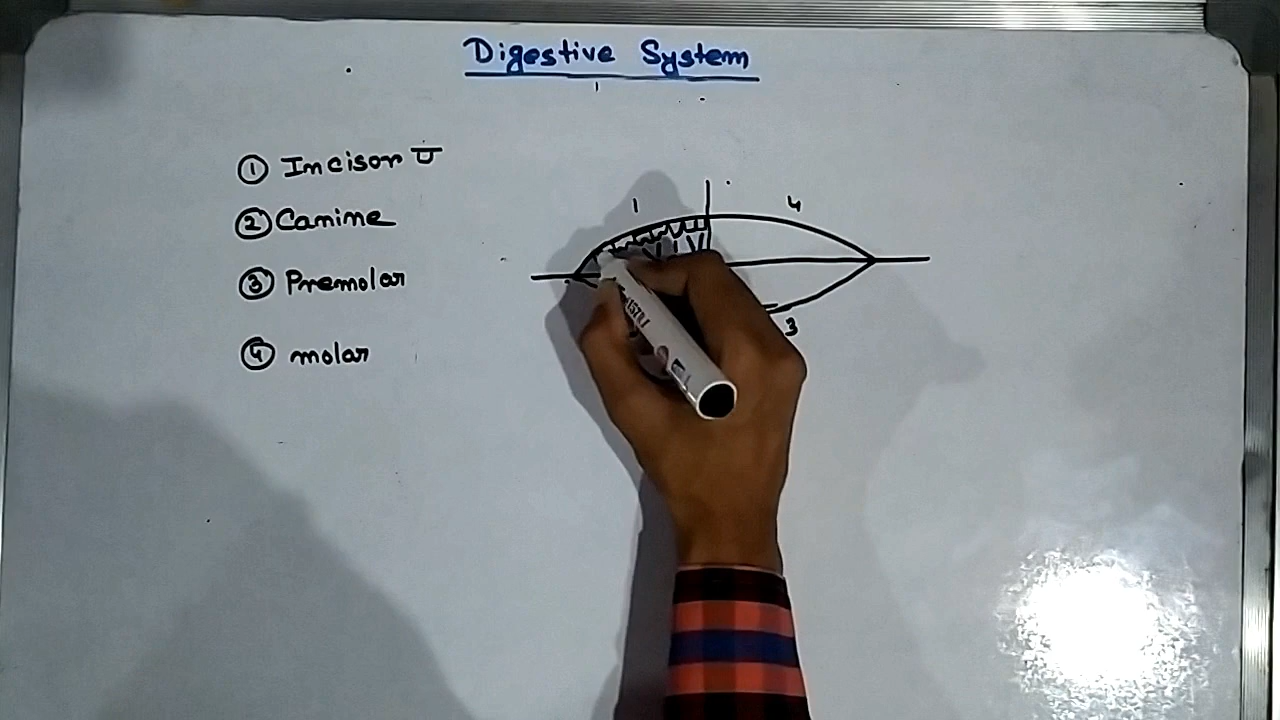 Digestive System
① Incisor
② Canine
③ Premolar
④ molar
1 4
3